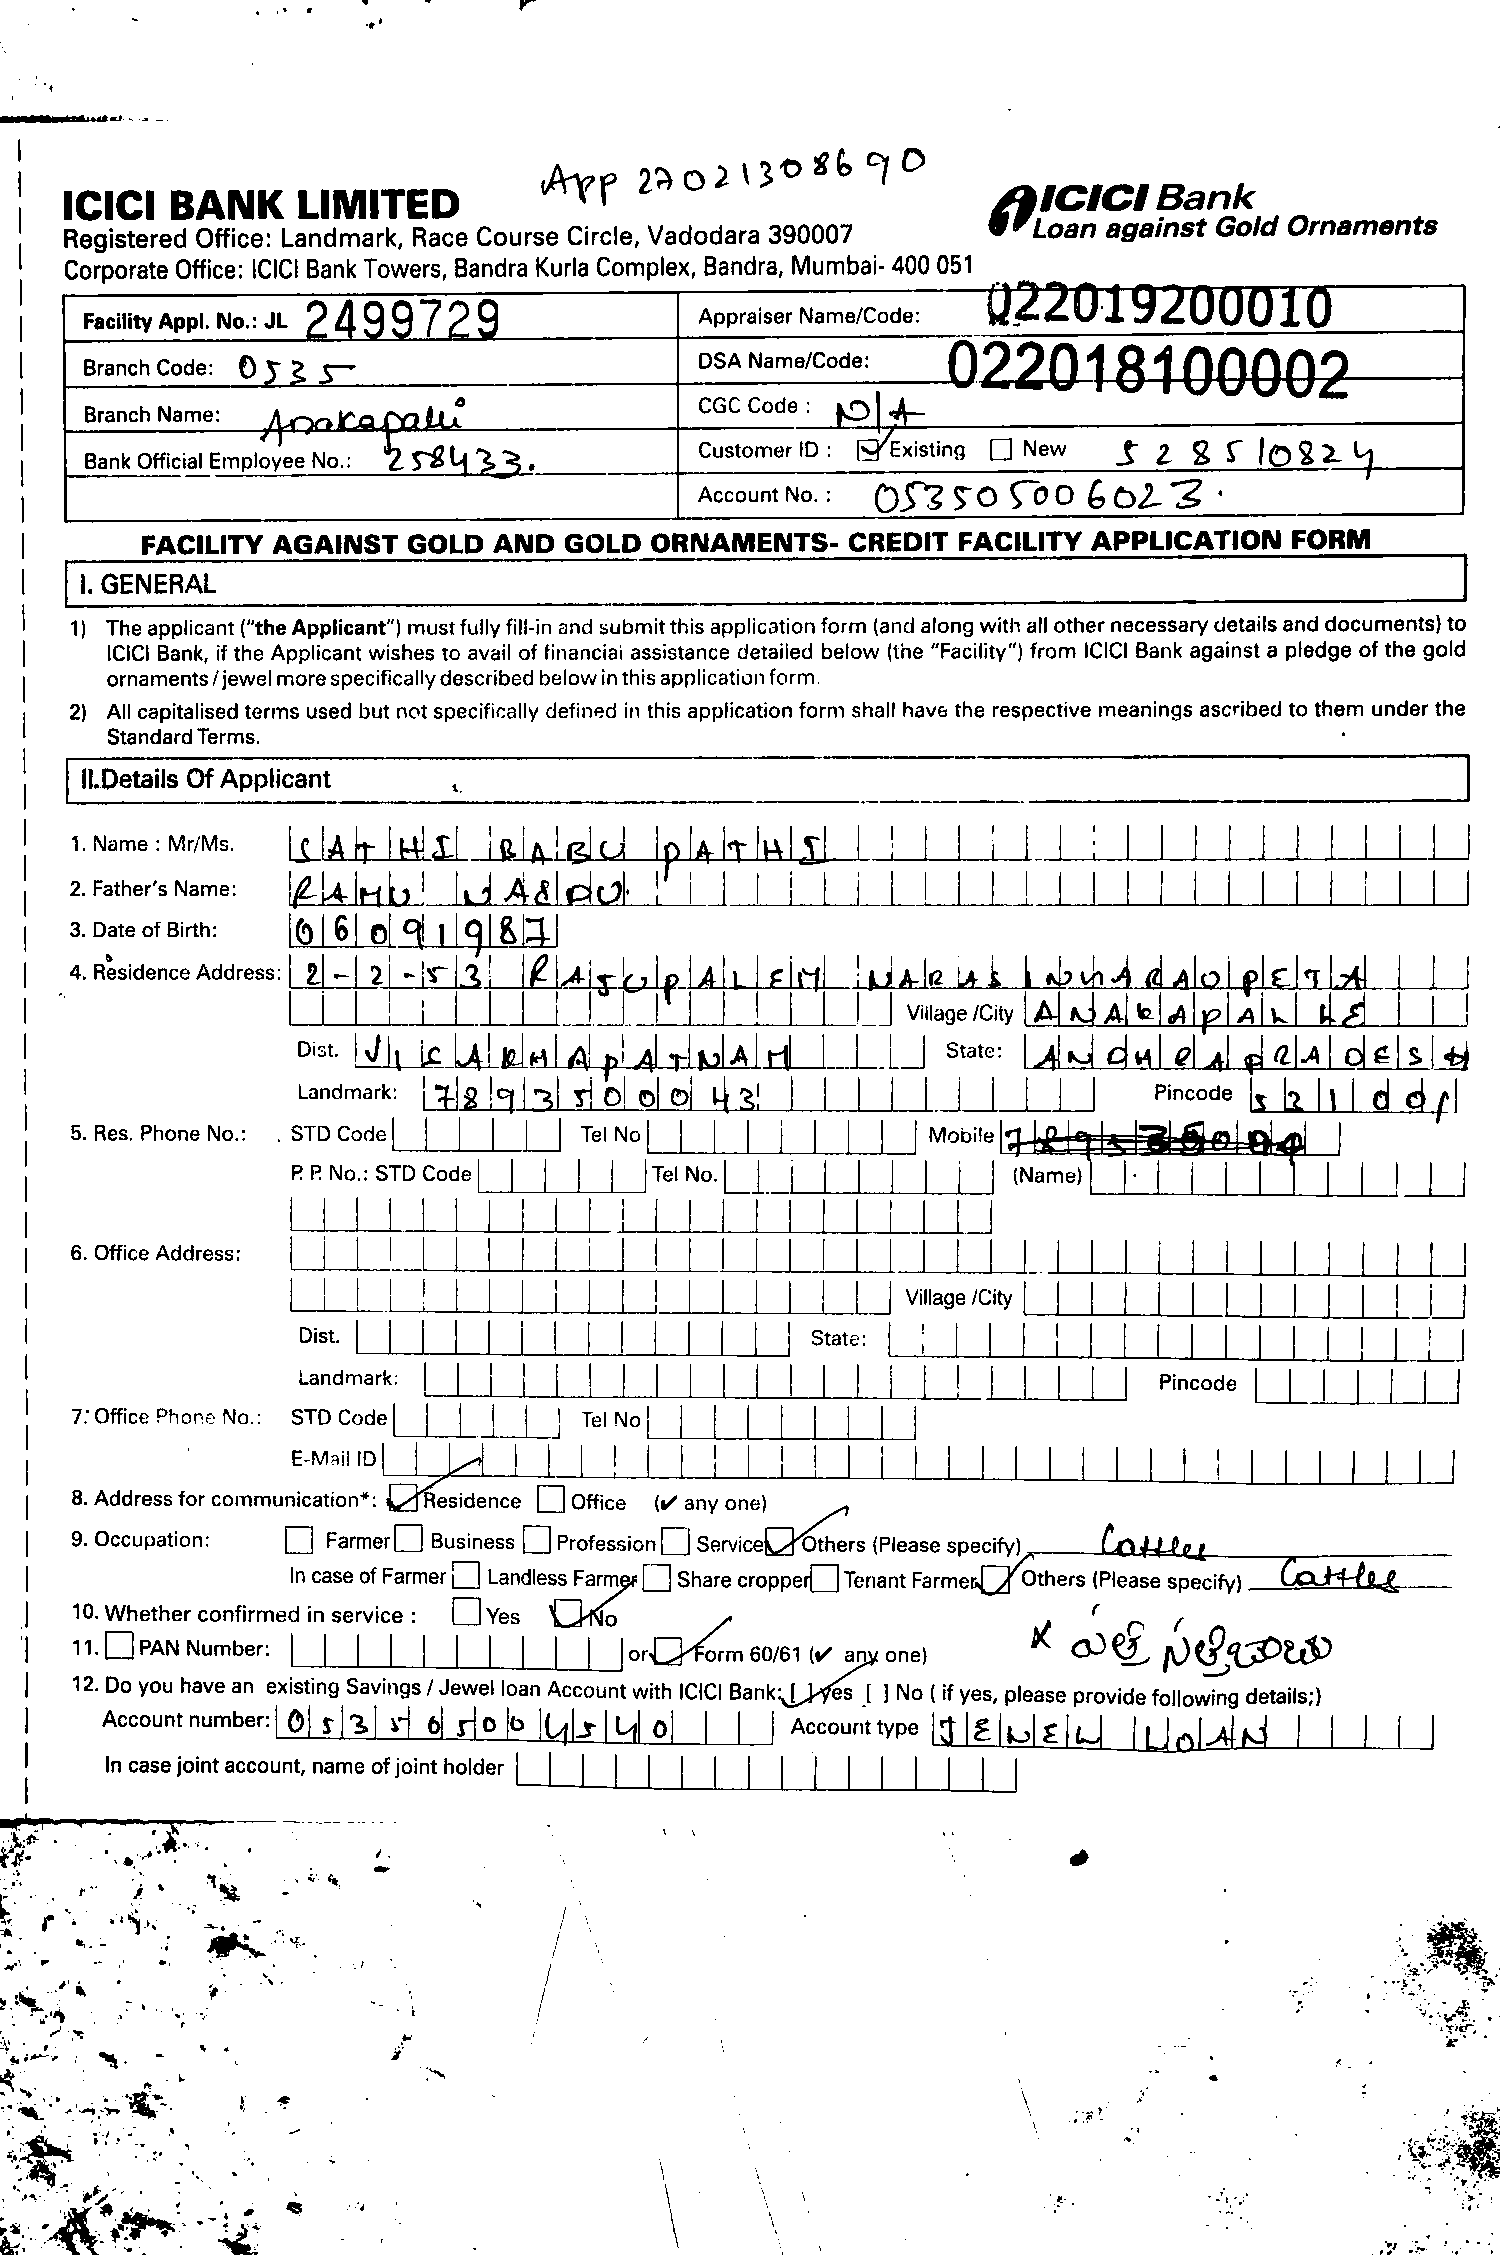 App 27021308690
ICICI BANK LIMITED
ICICI Bank
Registered Office: Landmark, Race Course Circle, Vadodara 390007
Loan against Gold Ornaments
Corporate Office: ICICI Bank Towers, Bandra Kurla Complex, Bandra, Mumbai- 400 051
Facility Appl. No.: JL 2499729
Appraiser Name/Code: 022019200010
Branch Code: 0535
DSA Name/Code: 022018100002
Branch Name: Anakapalli
CGC Code : N/A
Bank Official Employee No.: 258433.
Customer ID : Existing New 528510824
Account No. : 053505006023.
FACILITY AGAINST GOLD AND GOLD ORNAMENTS- CREDIT FACILITY APPLICATION FORM
I. GENERAL
1) The applicant ("the Applicant") must fully fill-in and submit this application form (and along with all other necessary details and documents) to
ICICI Bank, if the Applicant wishes to avail of financial assistance detailed below (the "Facility") from ICICI Bank against a pledge of the gold
ornaments / jewel more specifically described below in this application form.
2) All capitalised terms used but not specifically defined in this application form shall have the respective meanings ascribed to them under the
Standard Terms.
II.Details Of Applicant
1. Name : Mr/Ms. SATHI BABU PATHI
2. Father's Name: RAMU NAIDU
3. Date of Birth: 06091987
4. Residence Address: 2-2-53 RAJUPALEM NARASINGARAOPETA
Village /City ANAKAPALLE
Dist. VISAKHAPATNAM State: ANDHRAPRADESH
Landmark: 7893500043 Pincode 
5. Res. Phone No.: STD Code Tel No Mobile
P. P. No.: STD Code Tel No. (Name)
6. Office Address:
Village /City
Dist. State:
Landmark: Pincode
7. Office Phone No.: STD Code Tel No
E-Mail ID
8. Address for communication*: Residence Office (✔ any one)
9. Occupation: Farmer Business Profession Service Others (Please specify) Cattle
In case of Farmer Landless Farmer Share cropper Tenant Farmer Others (Please specify) Cattle
10. Whether confirmed in service : Yes No
11. PAN Number: or Form 60/61 (✔ any one)
12. Do you have an existing Savings / Jewel loan Account with ICICI Bank: [ ] Yes [ ] No ( if yes, please provide following details;)
Account number: 053505004540 Account type JEWEL LOAN
In case joint account, name of joint holder